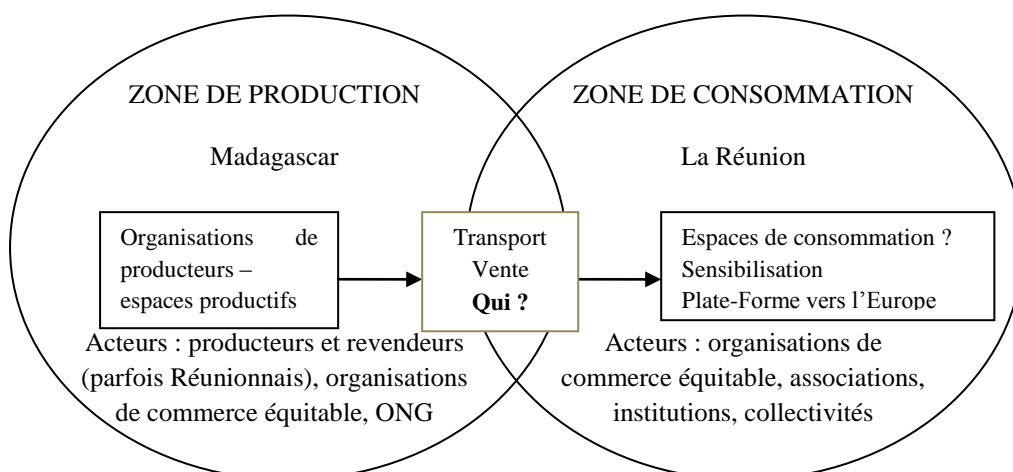 ZONE DE PRODUCTION
Madagascar
Organisations de
producteurs –
espaces productifs
Acteurs : producteurs et revendeurs
(parfois Réunionnais), organisations
de commerce équitable, ONG
Transport
Vente
Qui ?
ZONE DE CONSOMMATION
La Réunion
Espaces de consommation ?
Sensibilisation
Plate-Forme vers l’Europe
Acteurs : organisations de
commerce équitable, associations,
institutions, collectivités